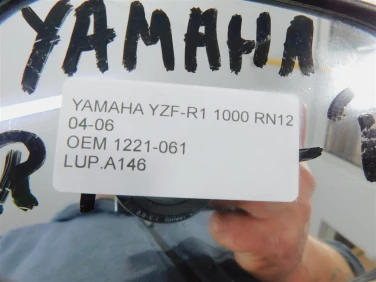 YAMAHA
YAMAHA YZF-R1 1000 RN12
04-06
OEM 1221-061
LUP.A146
R